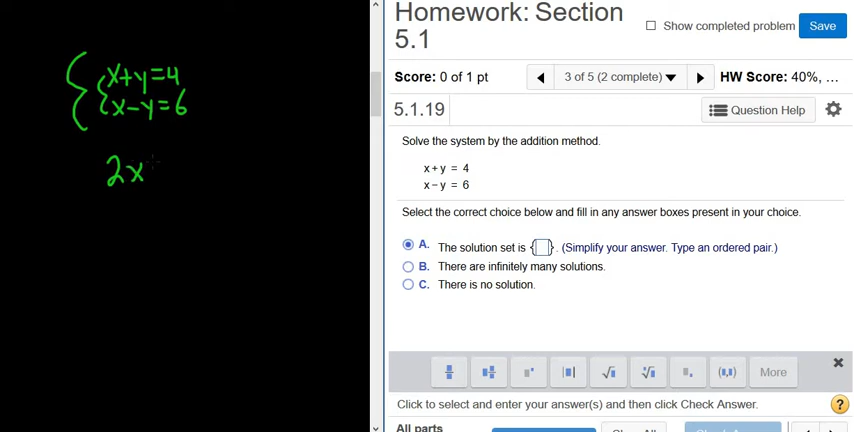 x+y=4
x-y=6
2x
Homework: Section
5.1
Show completed problem
Save
Score: 0 of 1 pt
3 of 5 (2 complete)
HW Score: 40%, ...
5.1.19
Question Help
Solve the system by the addition method.
x+y = 4
x-y = 6
Select the correct choice below and fill in any answer boxes present in your choice.
A. The solution set is { }. (Simplify your answer. Type an ordered pair.)
B. There are infinitely many solutions.
C. There is no solution.
More
Click to select and enter your answer(s) and then click Check Answer.
?
All parts
Clear All
Check Answer